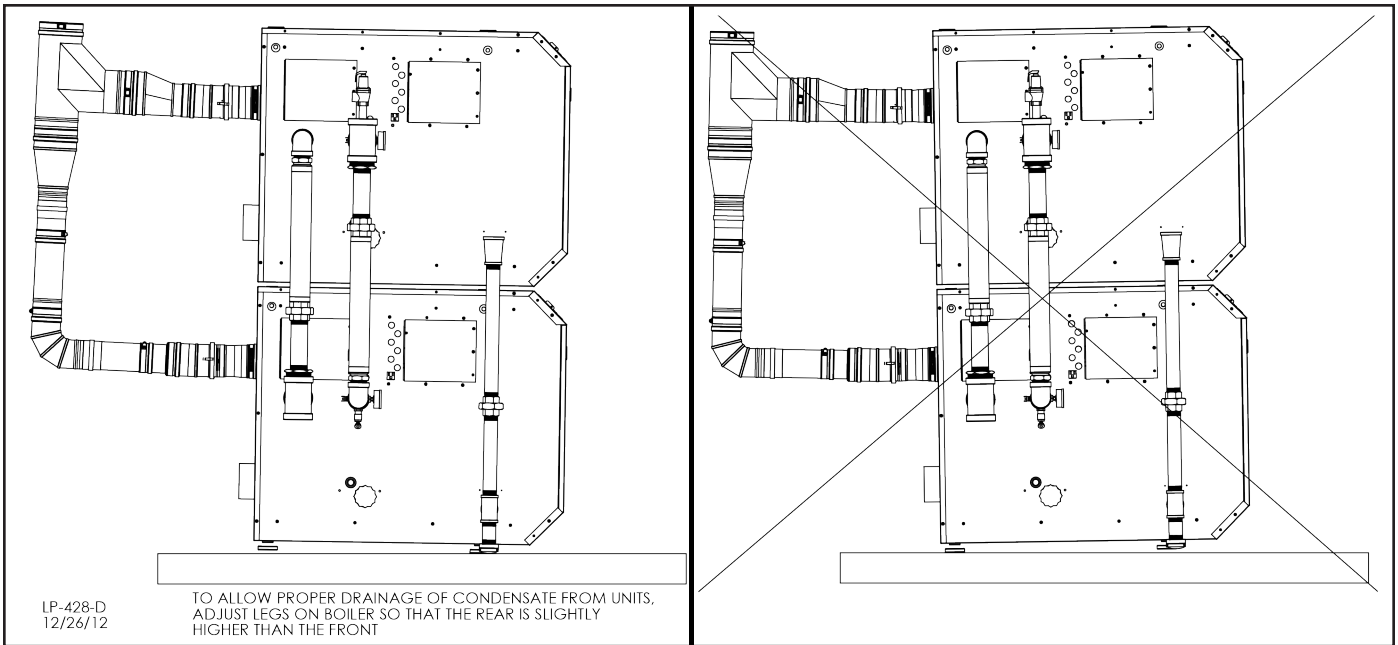 LP-428-D
12/26/12
TO ALLOW PROPER DRAINAGE OF CONDENSATE FROM UNITS,
ADJUST LEGS ON BOILER SO THAT THE REAR IS SLIGHTLY
HIGHER THAN THE FRONT